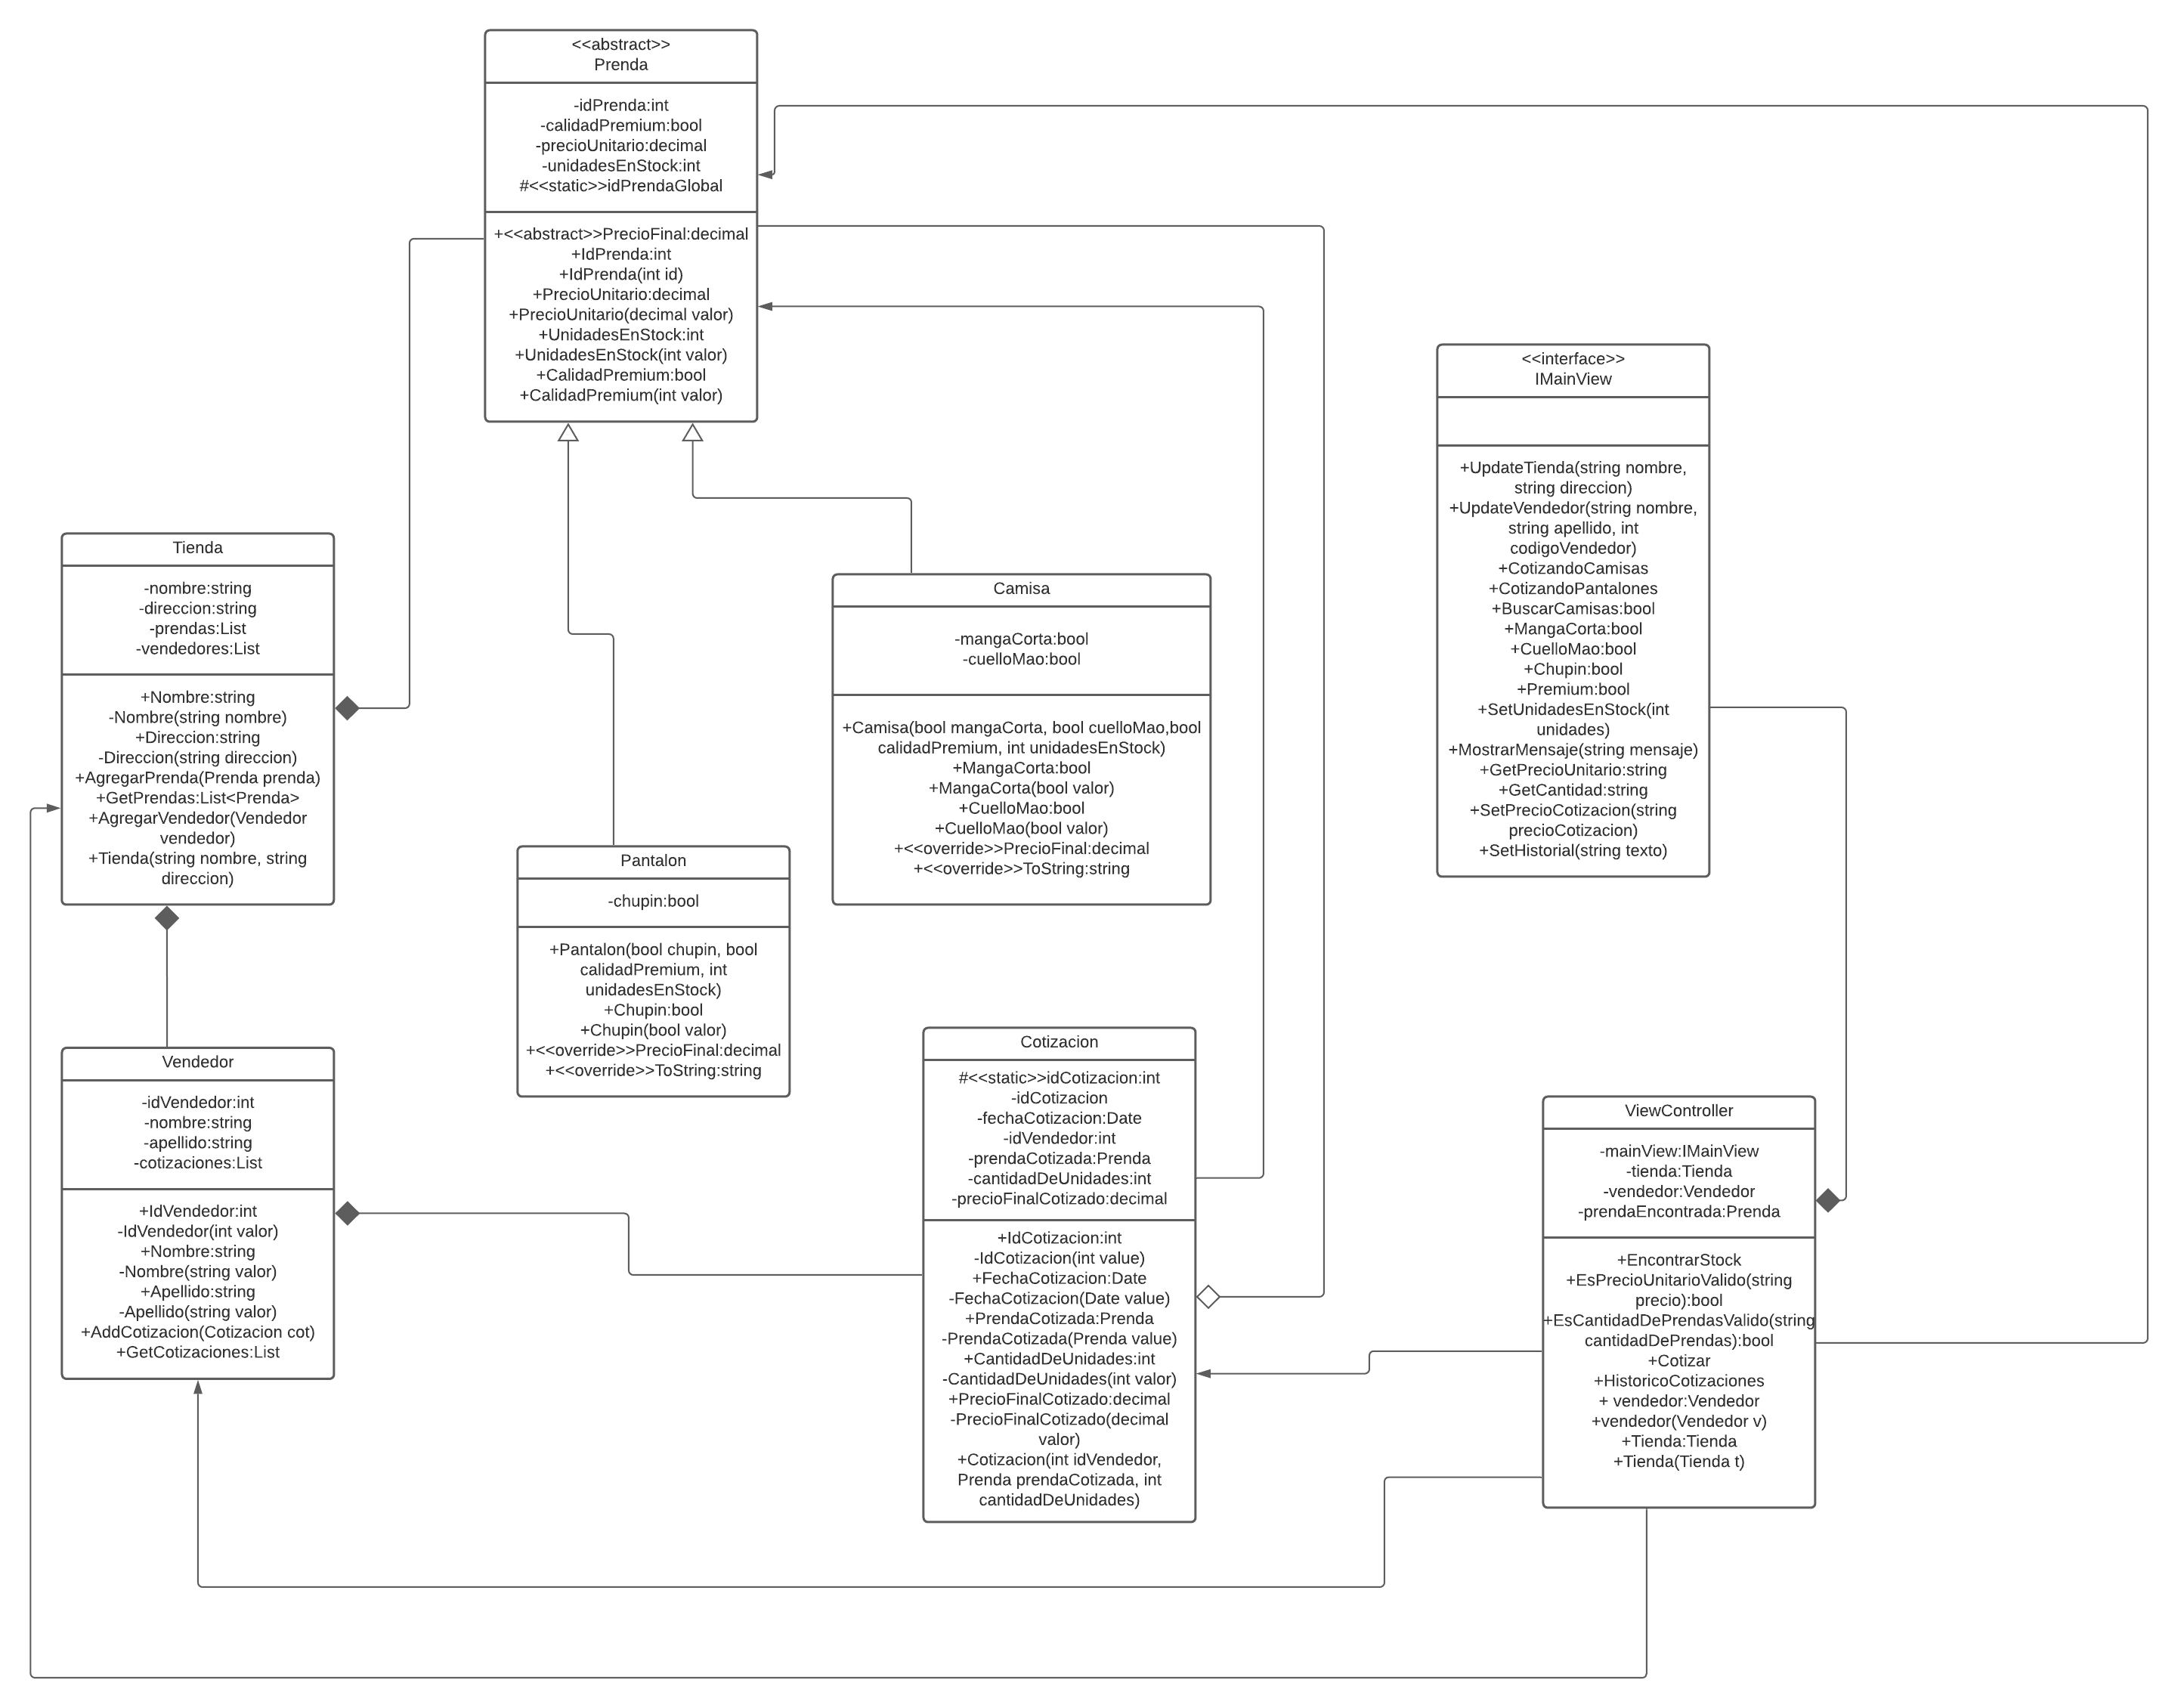 <<abstract>>
Prenda
-idPrenda:int
-calidadPremium:bool
-precioUnitario:decimal
-unidadesEnStock:int
#<<static>>idPrendaGlobal
+<<abstract>>PrecioFinal:decimal
+IdPrenda:int
+IdPrenda(int id)
+PrecioUnitario:decimal
+PrecioUnitario(decimal valor)
+UnidadesEnStock:int
+UnidadesEnStock(int valor)
+CalidadPremium:bool
+CalidadPremium(int valor)
<<interface>>
IMainView
+UpdateTienda(string nombre,
string direccion)
+UpdateVendedor(string nombre,
string apellido, int
codigoVendedor)
+CotizandoCamisas
+CotizandoPantalones
+BuscarCamisas:bool
+MangaCorta:bool
+CuelloMao:bool
+Chupin:bool
+Premium:bool
+SetUnidadesEnStock(int
unidades)
+MostrarMensaje(string mensaje)
+GetPrecioUnitario:string
+GetCantidad:string
+SetPrecioCotizacion(string
precioCotizacion)
+SetHistorial(string texto)
Tienda
-nombre:string
-direccion:string
-prendas:List
-vendedores:List
+Nombre:string
-Nombre(string nombre)
+Direccion:string
-Direccion(string direccion)
+AgregarPrenda(Prenda prenda)
+GetPrendas:List<Prenda>
+AgregarVendedor(Vendedor
vendedor)
+Tienda(string nombre, string
direccion)
Camisa
-mangaCorta:bool
-cuelloMao:bool
+Camisa(bool mangaCorta, bool cuelloMao,bool
calidadPremium, int unidadesEnStock)
+MangaCorta:bool
+MangaCorta(bool valor)
+CuelloMao:bool
+CuelloMao(bool valor)
+<<override>>PrecioFinal:decimal
+<<override>>ToString:string
Pantalon
-chupin:bool
+Pantalon(bool chupin, bool
calidadPremium, int
unidadesEnStock)
+Chupin:bool
+Chupin(bool valor)
+<<override>>PrecioFinal:decimal
+<<override>>ToString:string
Vendedor
-idVendedor:int
-nombre:string
-apellido:string
-cotizaciones:List
+IdVendedor:int
-IdVendedor(int valor)
+Nombre:string
-Nombre(string valor)
+Apellido:string
-Apellido(string valor)
+AddCotizacion(Cotizacion cot)
+GetCotizaciones:List
Cotizacion
#<<static>>idCotizacion:int
-idCotizacion
-fechaCotizacion:Date
-idVendedor:int
-prendaCotizada:Prenda
-cantidadDeUnidades:int
-precioFinalCotizado:decimal
+IdCotizacion:int
-IdCotizacion(int value)
+FechaCotizacion:Date
-FechaCotizacion(Date value)
+PrendaCotizada:Prenda
-PrendaCotizada(Prenda value)
+CantidadDeUnidades:int
-CantidadDeUnidades(int valor)
+PrecioFinalCotizado:decimal
-PrecioFinalCotizado(decimal
valor)
+Cotizacion(int idVendedor,
Prenda prendaCotizada, int
cantidadDeUnidades)
ViewController
-mainView:IMainView
-tienda:Tienda
-vendedor:Vendedor
-prendaEncontrada:Prenda
+EncontrarStock
+EsPrecioUnitarioValido(string
precio):bool
+EsCantidadDePrendasValido(string
cantidadDePrendas):bool
+Cotizar
+HistoricoCotizaciones
+ vendedor:Vendedor
+vendedor(Vendedor v)
+Tienda:Tienda
+Tienda(Tienda t)